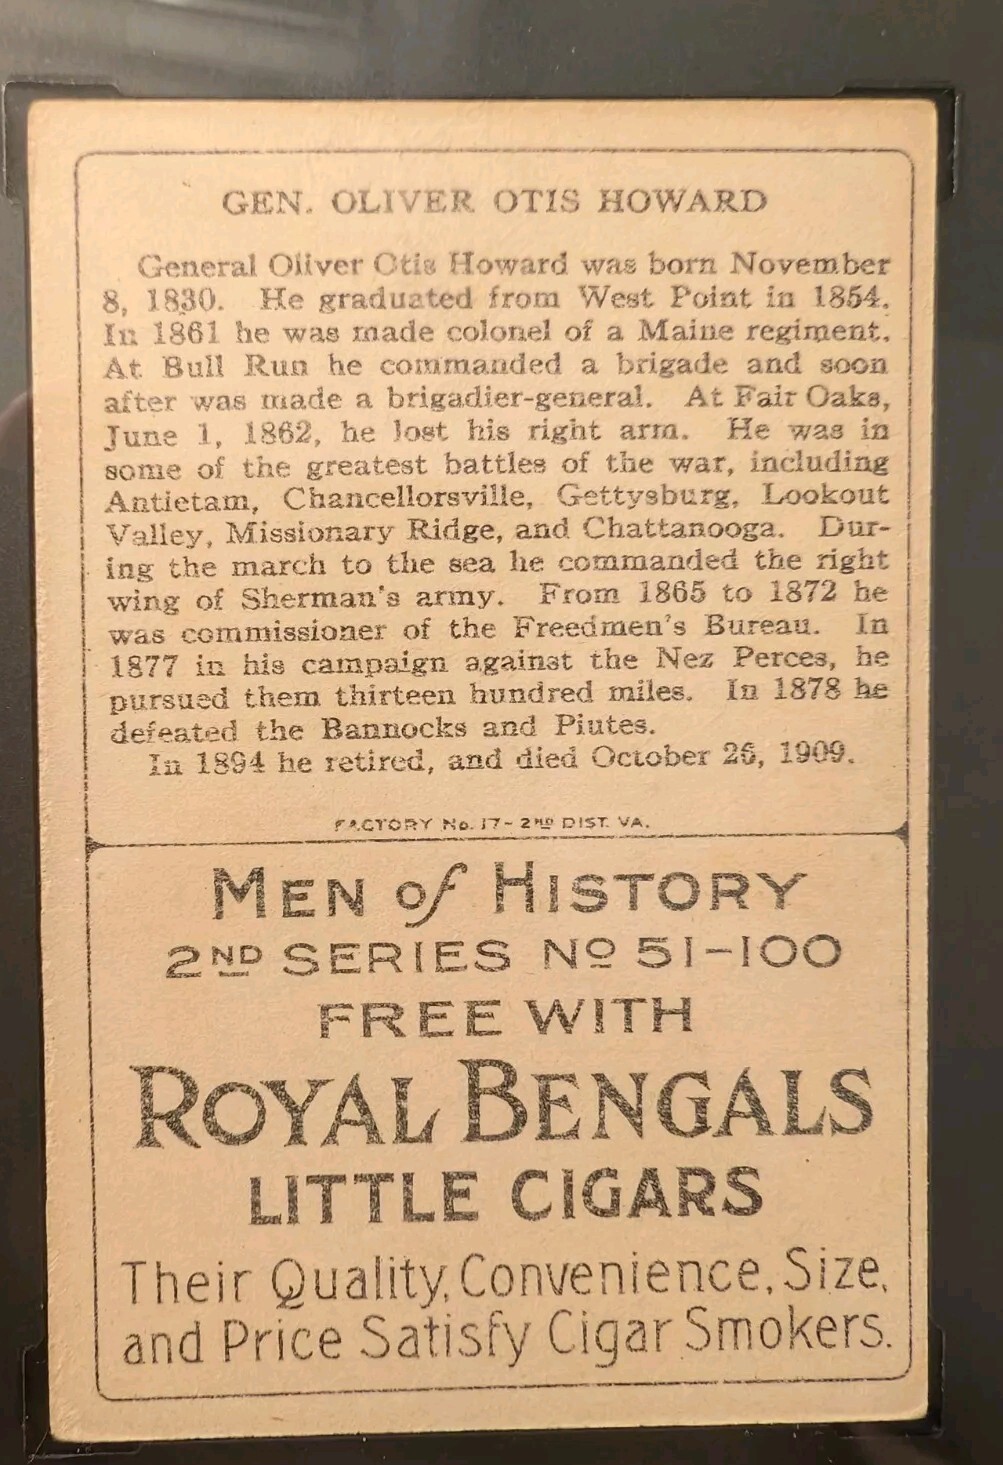 GEN. OLIVER OTIS HOWARD
General Oliver Otis Howard was born November
8, 1830. He graduated from West Point in 1854.
In 1861 he was made colonel of a Maine regiment.
At Bull Run he commanded a brigade and soon
after was made a brigadier-general. At Fair Oaks,
June 1, 1862, he lost his right arm. He was in
some of the greatest battles of the war, including
Antietam, Chancellorsville, Gettysburg, Lookout
Valley, Missionary Ridge, and Chattanooga. Dur-
ing the march to the sea he commanded the right
wing of Sherman's army. From 1865 to 1872 he
was commissioner of the Freedmen's Bureau. In
1877 in his campaign against the Nez Perces, he
pursued them thirteen hundred miles. In 1878 he
defeated the Bannocks and Piutes.
In 1894 he retired, and died October 26, 1909.
FACTORY No. 17 - 2ND DIST. VA.
MEN of HISTORY
2ND SERIES No 51-100
FREE WITH
ROYAL BENGALS
LITTLE CIGARS
Their Quality, Convenience, Size,
and Price Satisfy Cigar Smokers.